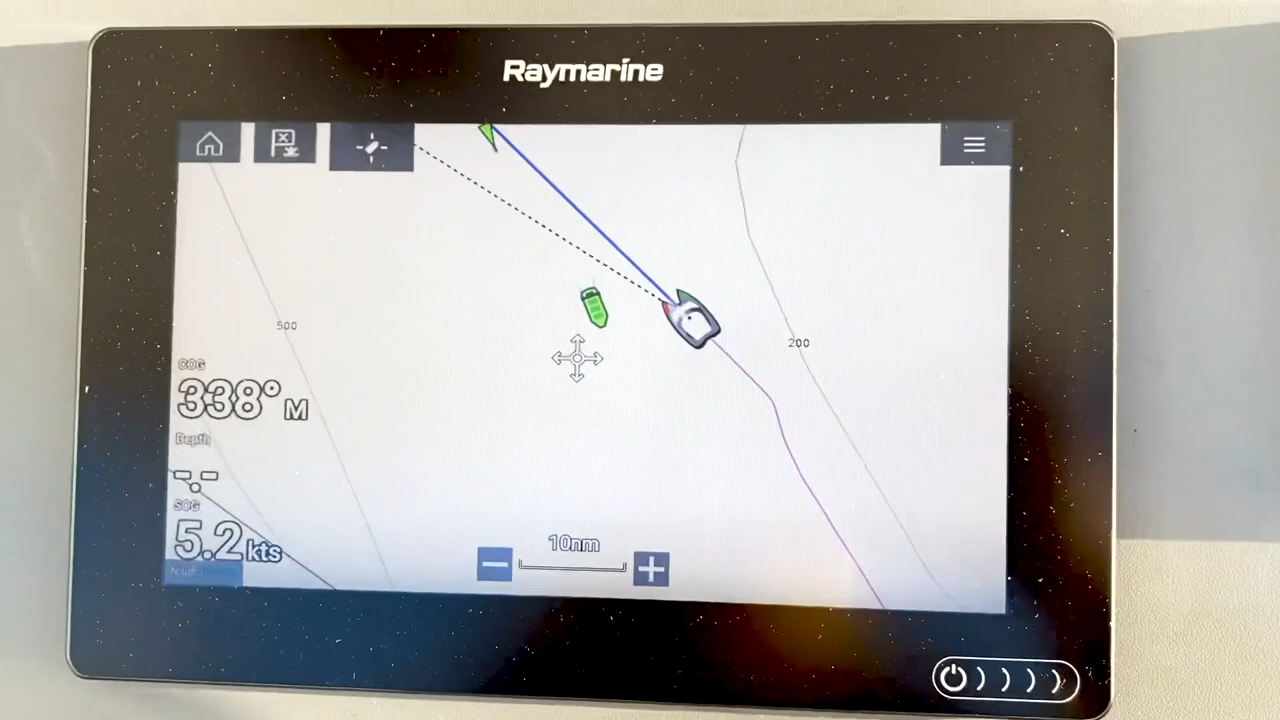 Raymarine
500
200
COG
338° M
Depth
--.-
SOG
5.2 kts
10nm